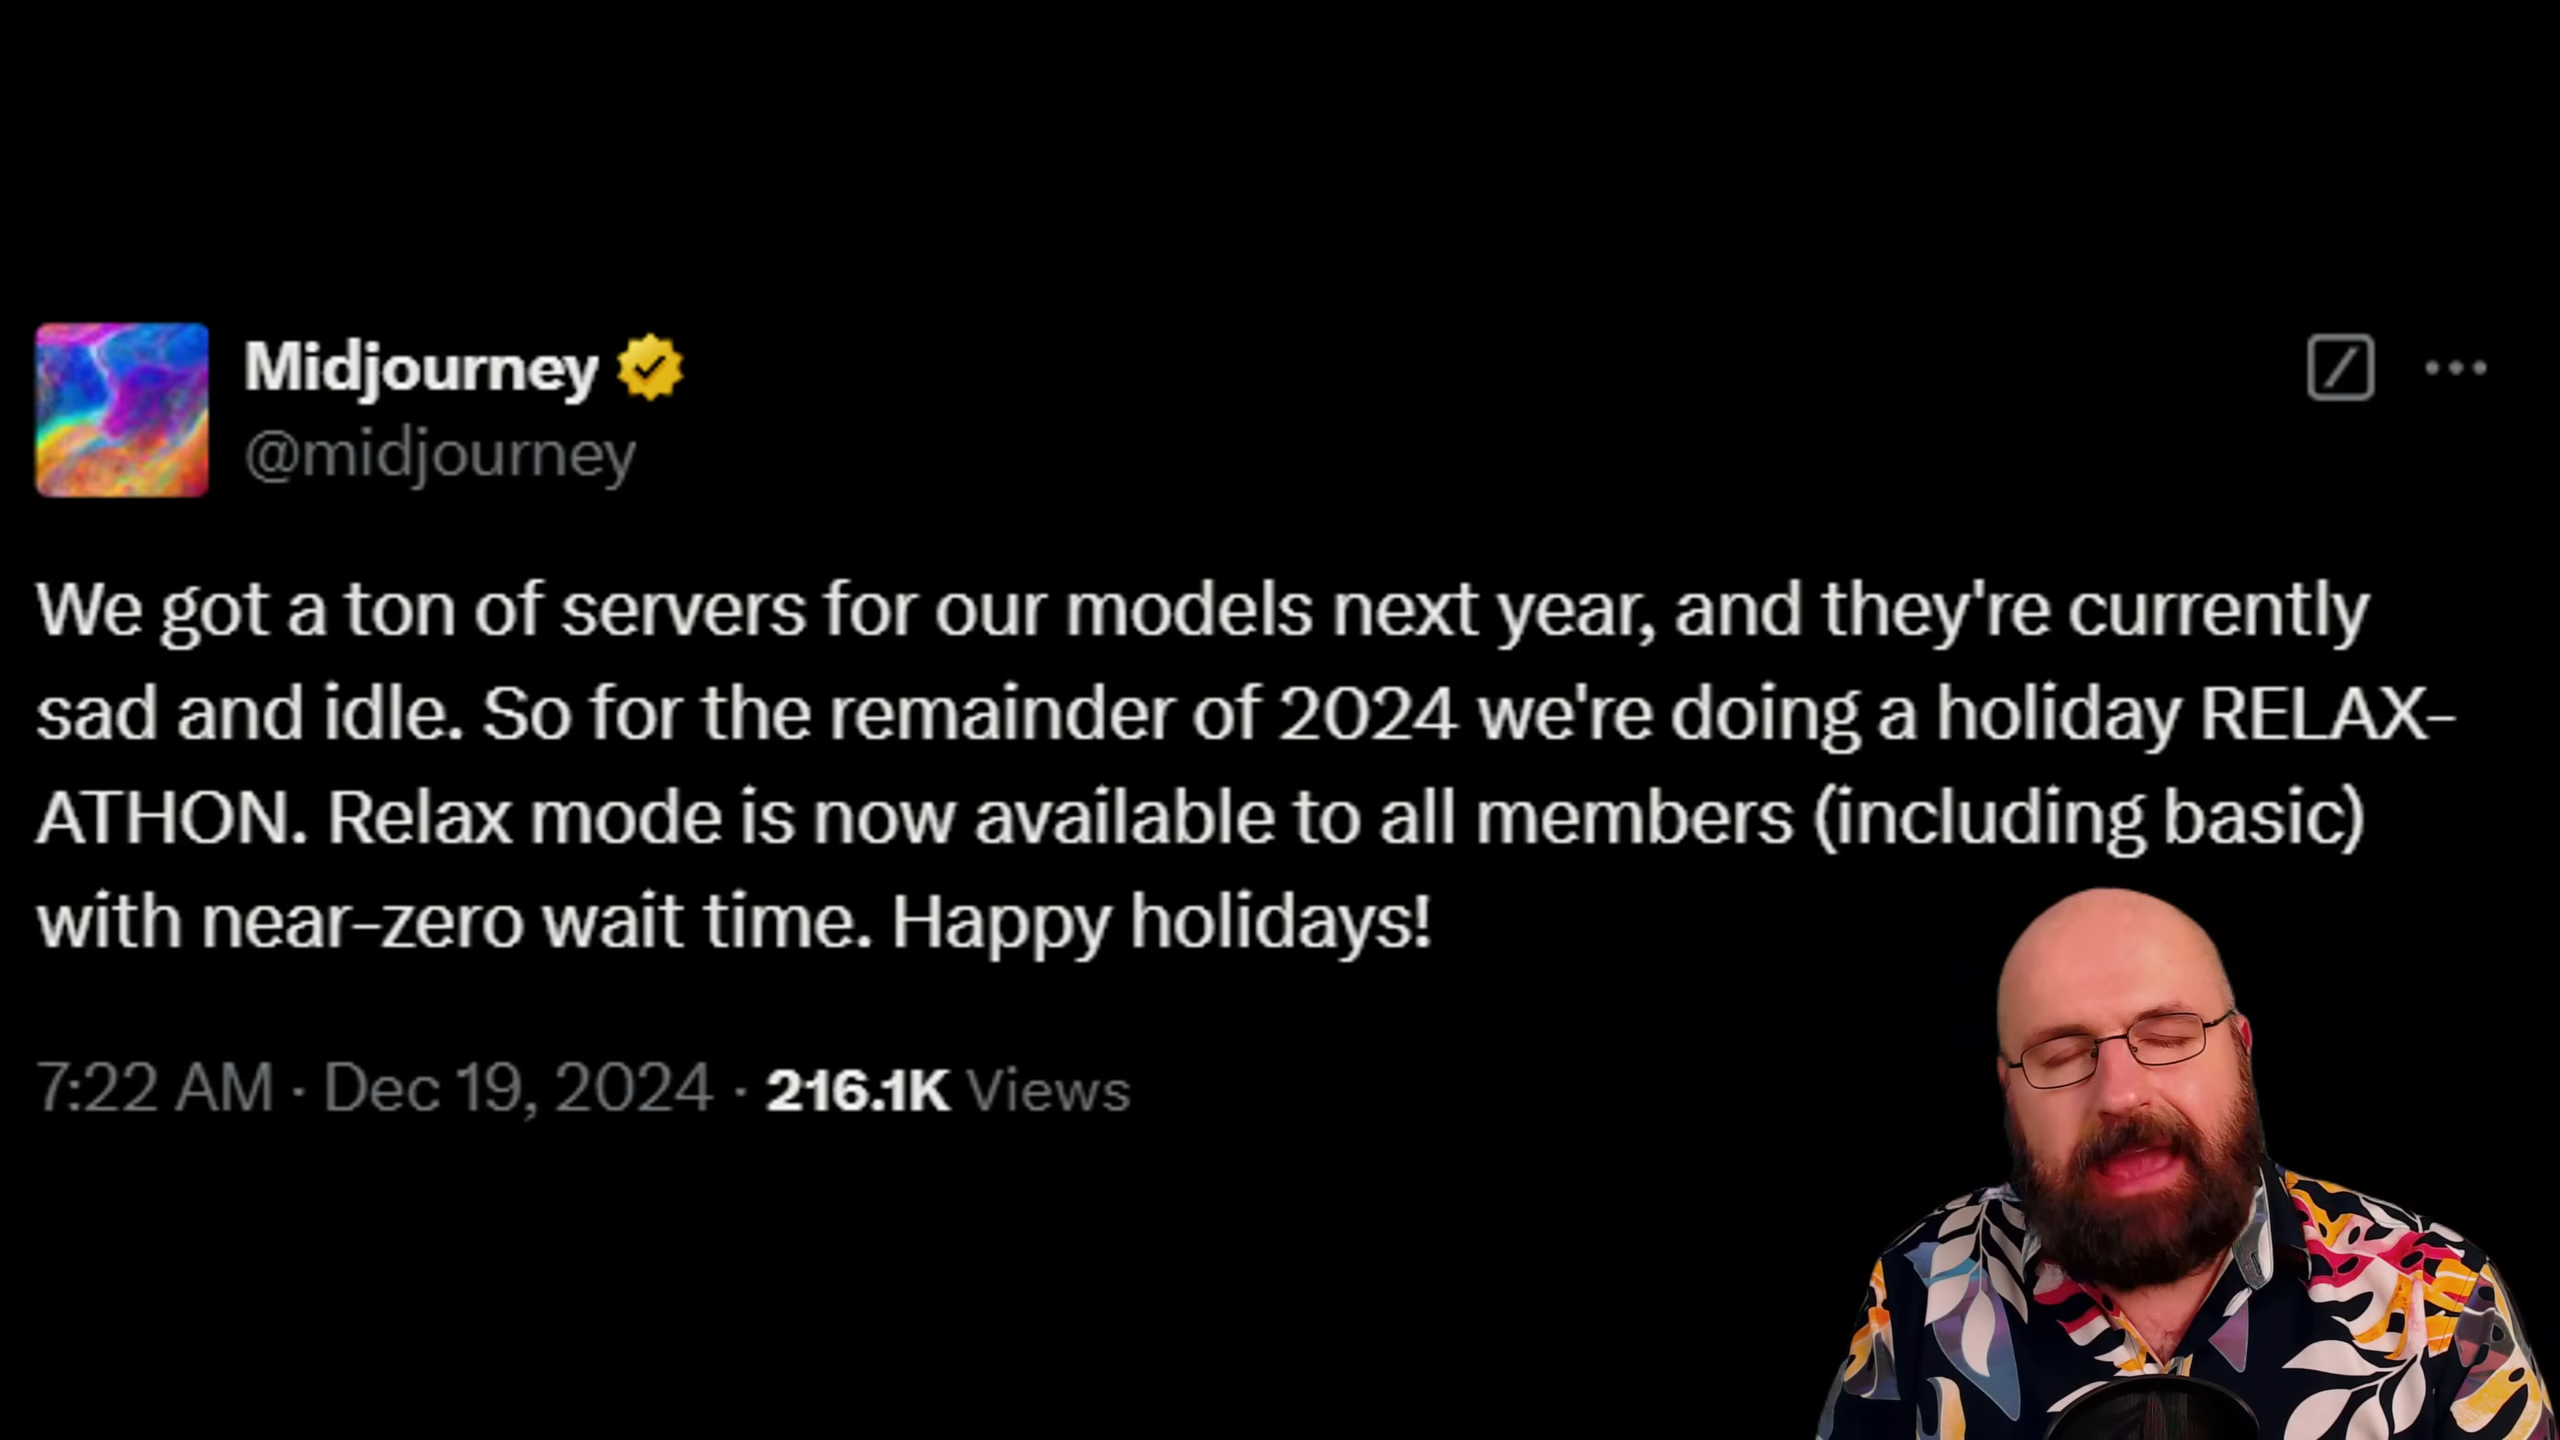 Midjourney
@midjourney
We got a ton of servers for our models next year, and they're currently
sad and idle. So for the remainder of 2024 we're doing a holiday RELAX-
ATHON. Relax mode is now available to all members (including basic)
with near-zero wait time. Happy holidays!
7:22 AM · Dec 19, 2024 · 216.1K Views